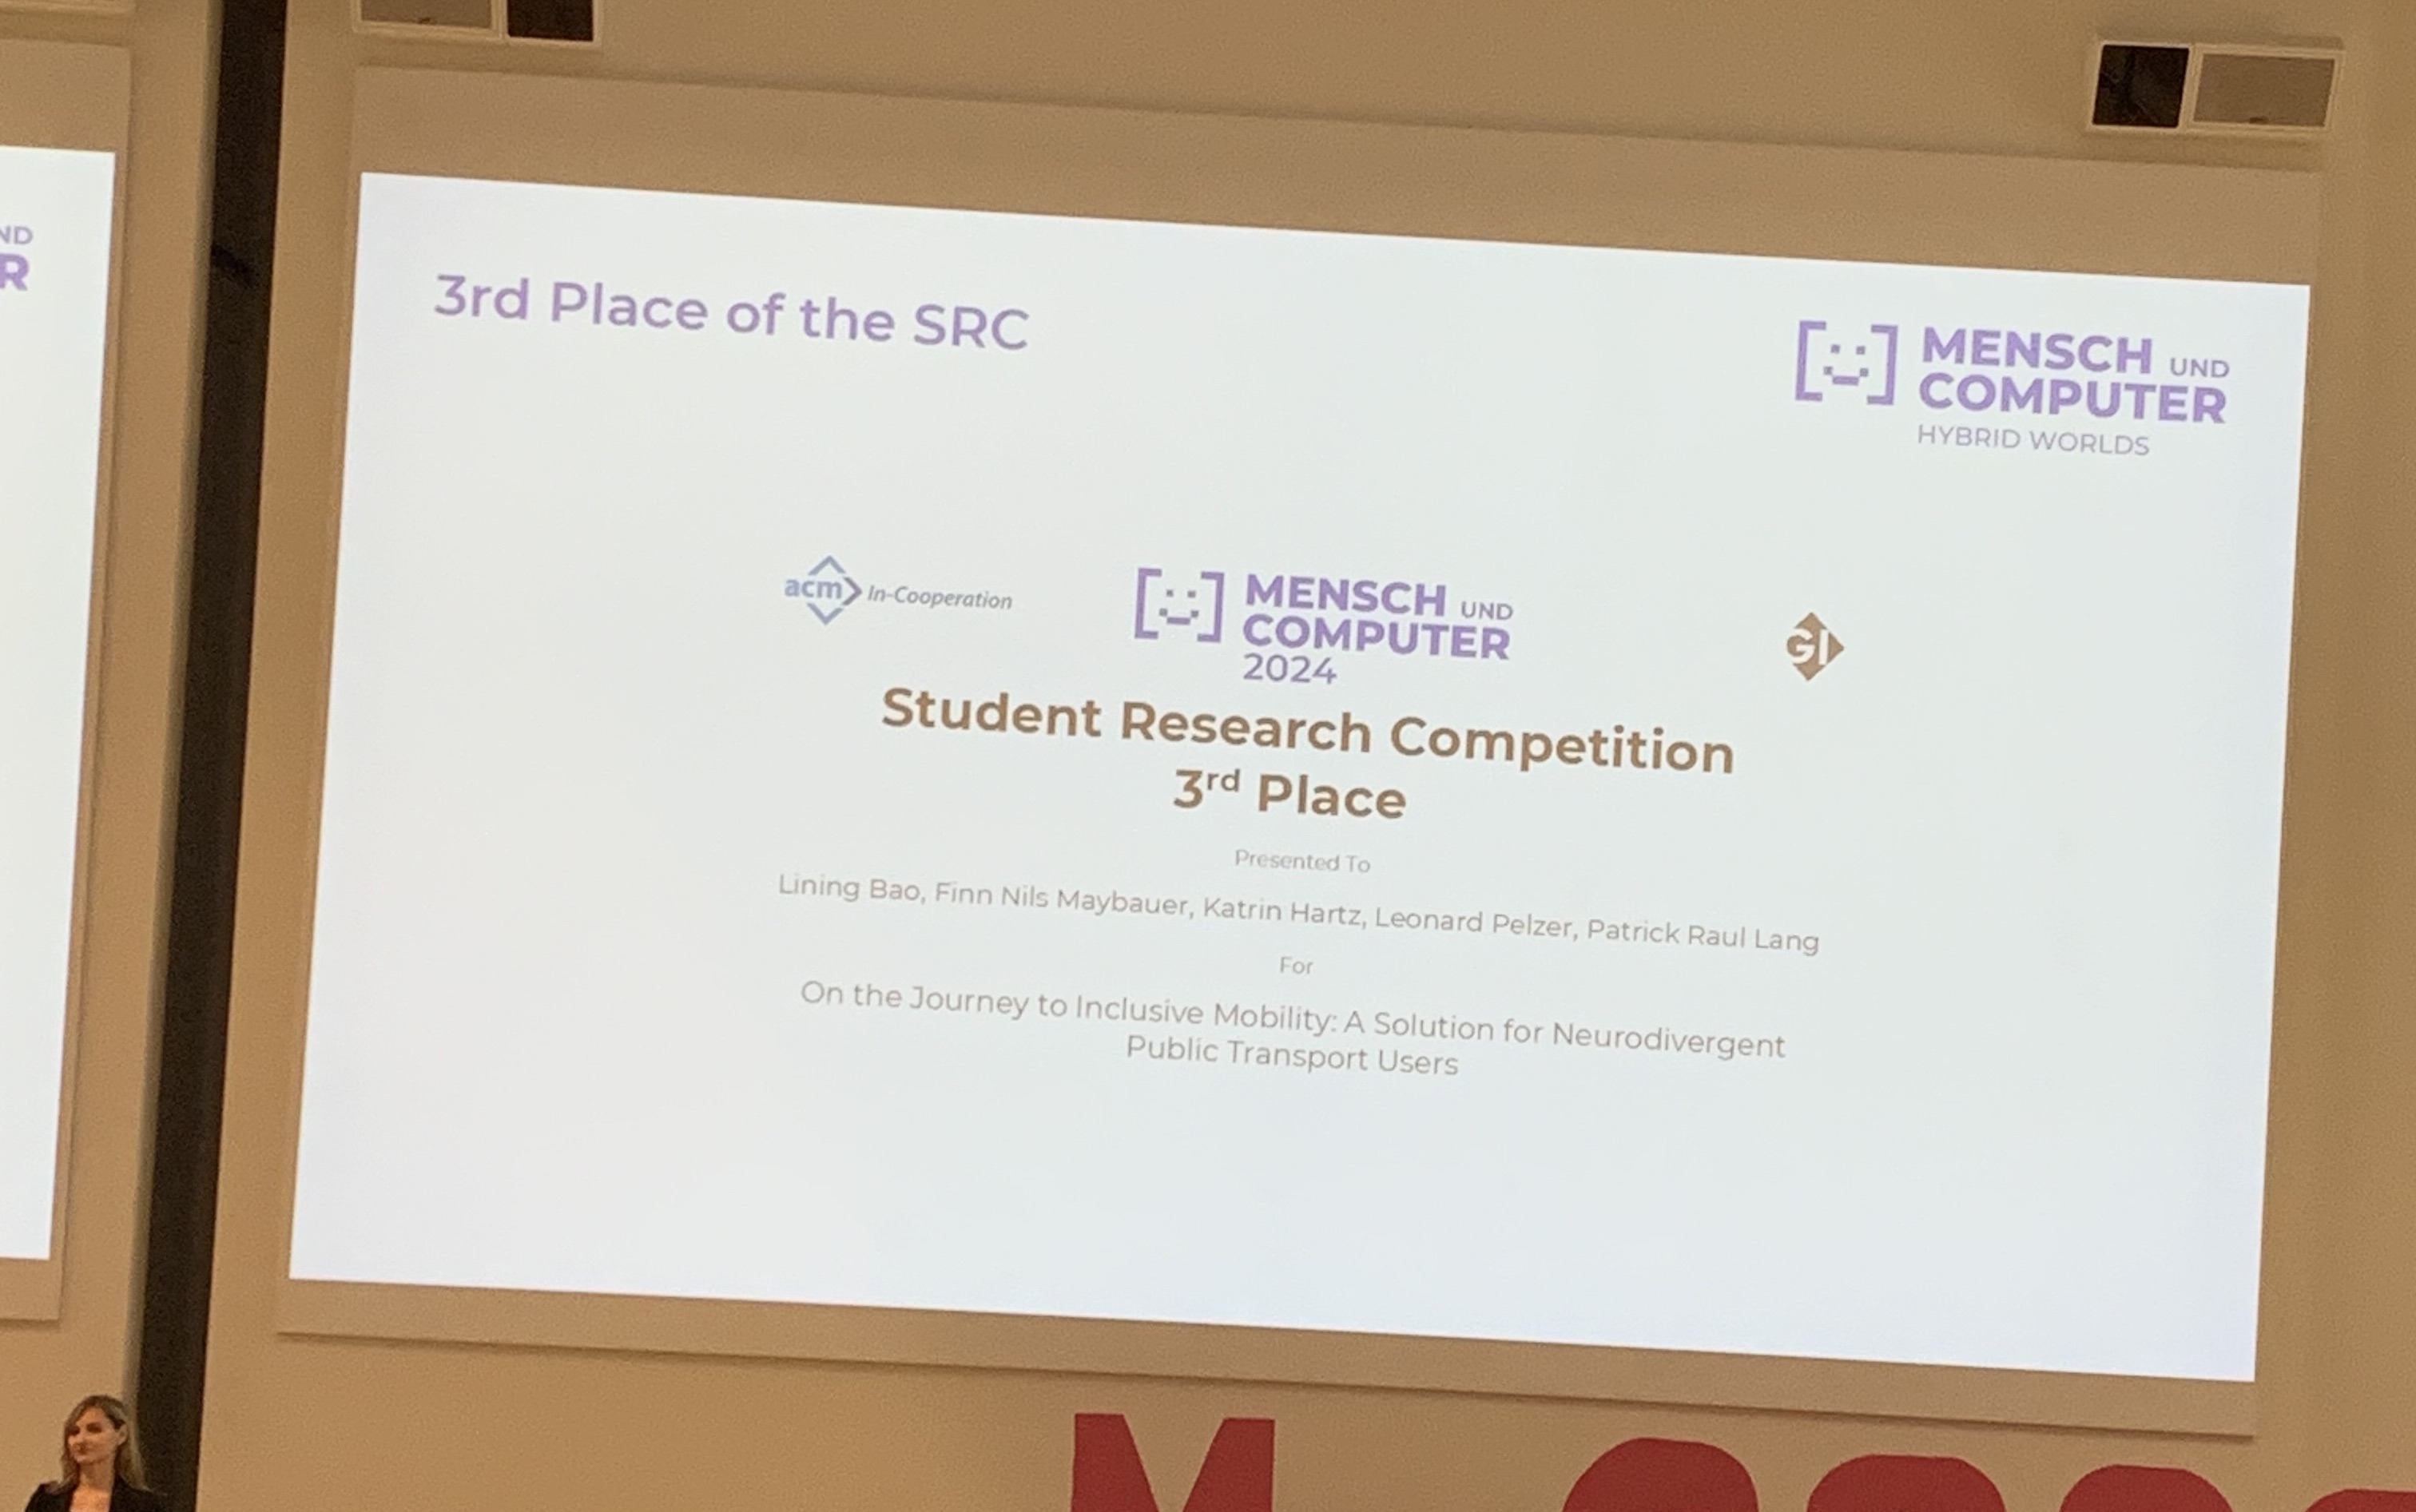 ND
R
3rd Place of the SRC
MENSCH UND
COMPUTER
HYBRID WORLDS
acm In-Cooperation
MENSCH UND
COMPUTER
2024
GI
Student Research Competition
3rd Place
Presented To
Lining Bao, Finn Nils Maybauer, Katrin Hartz, Leonard Pelzer, Patrick Raul Lang
For
On the Journey to Inclusive Mobility: A Solution for Neurodivergent
Public Transport Users
M